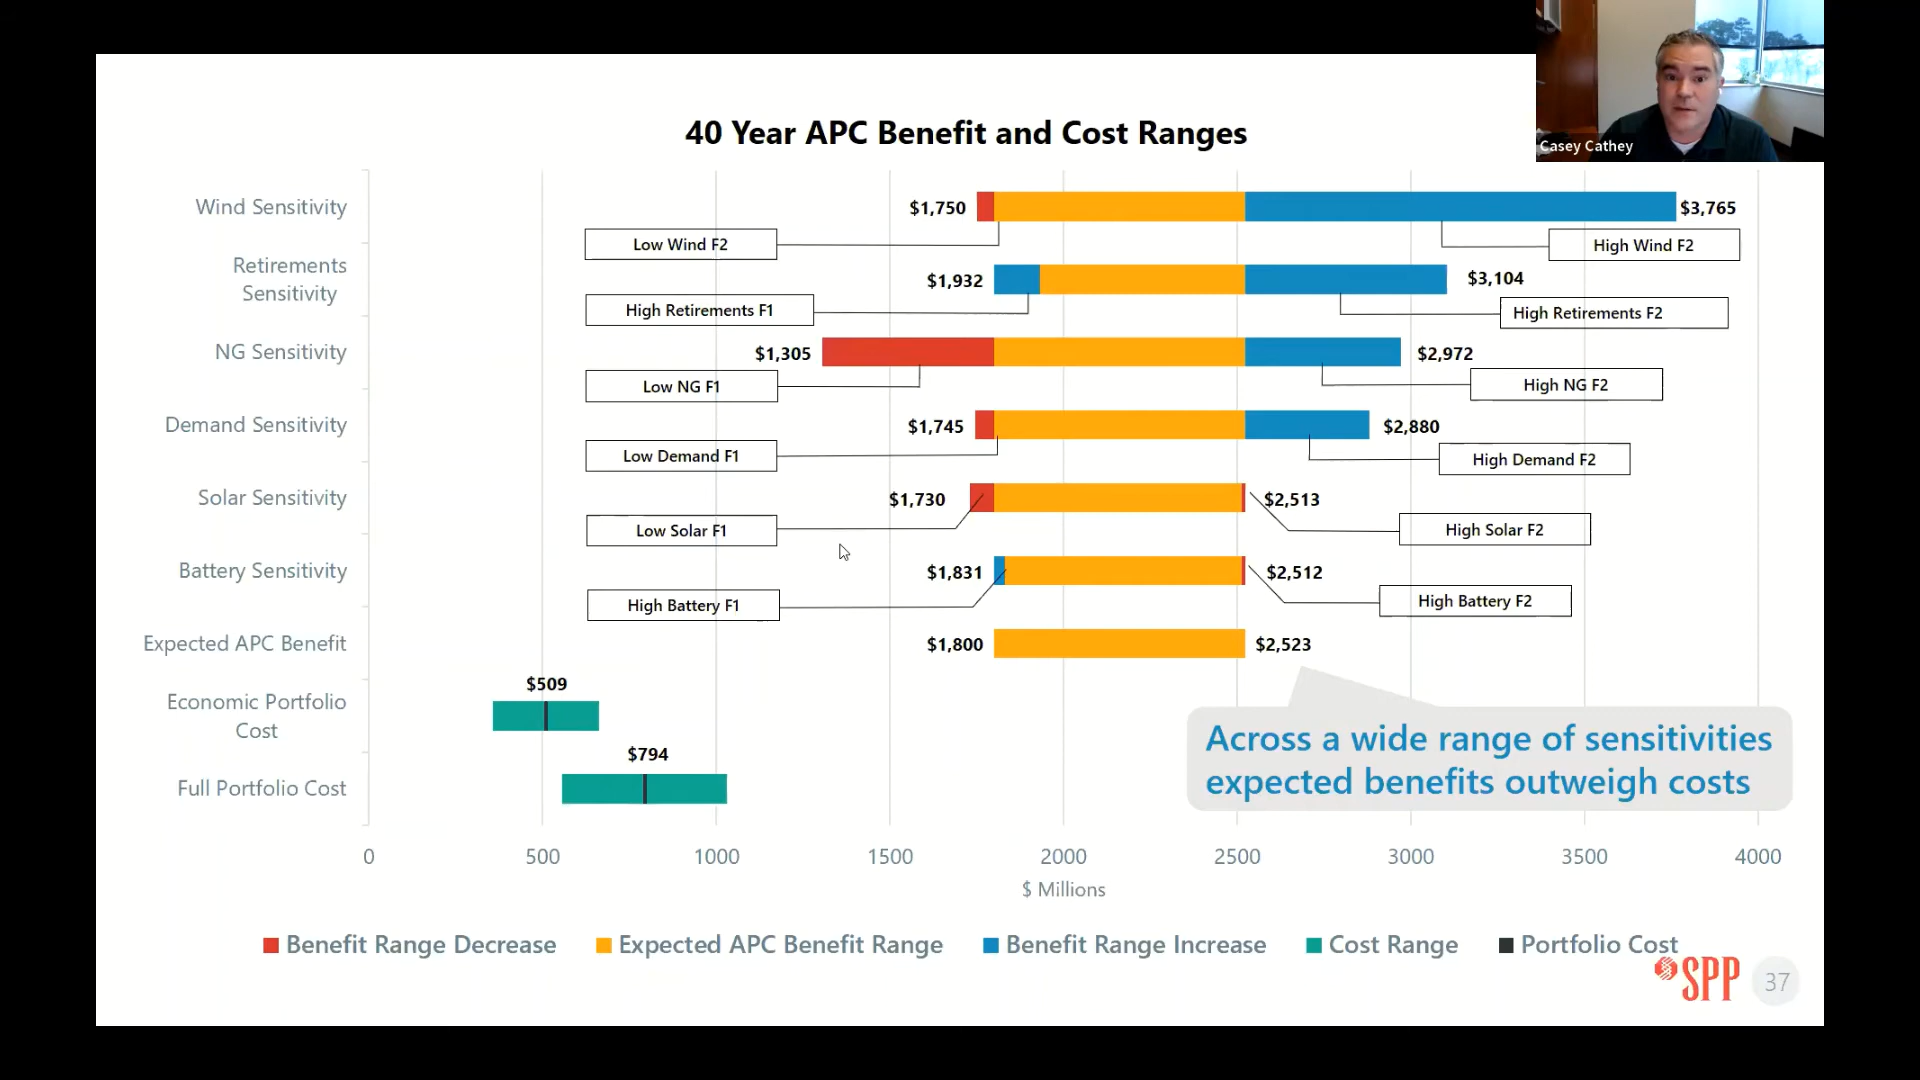 Casey Cathey
40 Year APC Benefit and Cost Ranges
Wind Sensitivity
$1,750
$3,765
Low Wind F2
High Wind F2
Retirements
Sensitivity
$1,932
$3,104
High Retirements F1
High Retirements F2
NG Sensitivity
$1,305
$2,972
Low NG F1
High NG F2
Demand Sensitivity
$1,745
$2,880
Low Demand F1
High Demand F2
Solar Sensitivity
$1,730
$2,513
Low Solar F1
High Solar F2
Battery Sensitivity
$1,831
$2,512
High Battery F1
High Battery F2
Expected APC Benefit
$1,800
$2,523
Economic Portfolio
Cost
$509
Full Portfolio Cost
$794
Across a wide range of sensitivities
expected benefits outweigh costs
0 500 1000 1500 2000 2500 3000 3500 4000
$ Millions
Benefit Range Decrease Expected APC Benefit Range Benefit Range Increase Cost Range Portfolio Cost
SPP 37